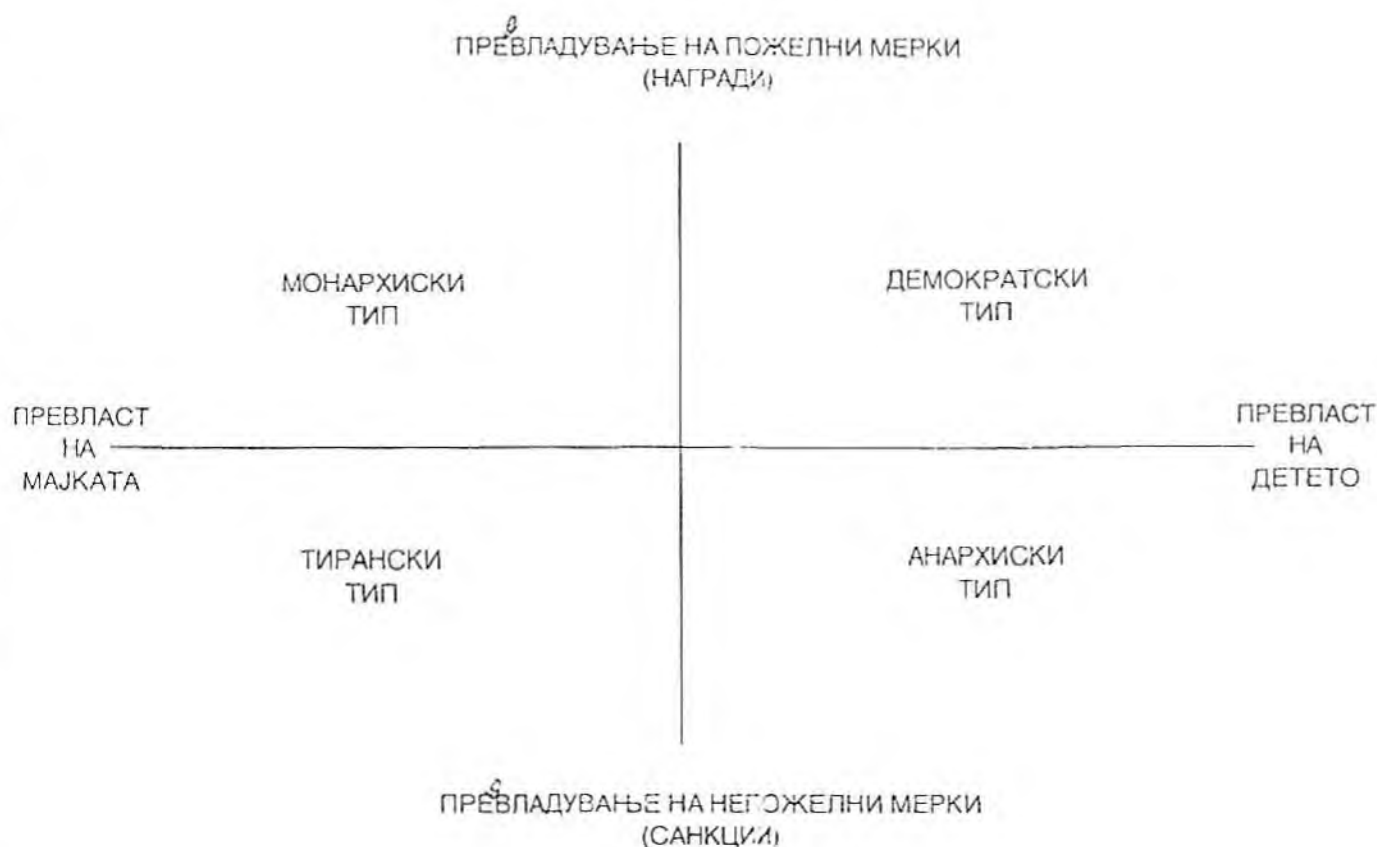 ПРЕВЛАДУВАЊЕ НА ПОЖЕЛНИ МЕРКИ
(НАГРАДИ)
МОНАРХИСКИ
ТИП
ДЕМОКРАТСКИ
ТИП
ПРЕВЛАСТ
НА
МАЈКАТА
ПРЕВЛАСТ
НА
ДЕТЕТО
ТИРАНСКИ
ТИП
АНАРХИСКИ
ТИП
ПРЕВЛАДУВАЊЕ НА НЕПОЖЕЛНИ МЕРКИ
(САНКЦИИ)